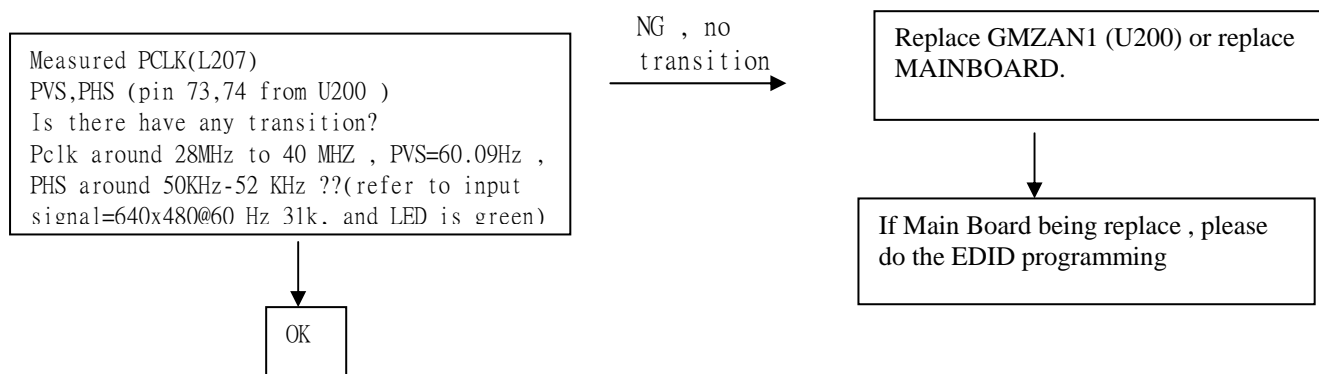 Measured PCLK(L207)
PVS,PHS (pin 73,74 from U200 )
Is there have any transition?
Pclk around 28MHz to 40 MHZ , PVS=60.09Hz ,
PHS around 50KHz-52 KHz ??(refer to input
signal=640x480@60 Hz 31k, and LED is green)
NG , no
transition
Replace GMZAN1 (U200) or replace
MAINBOARD.
If Main Board being replace , please
do the EDID programming
OK